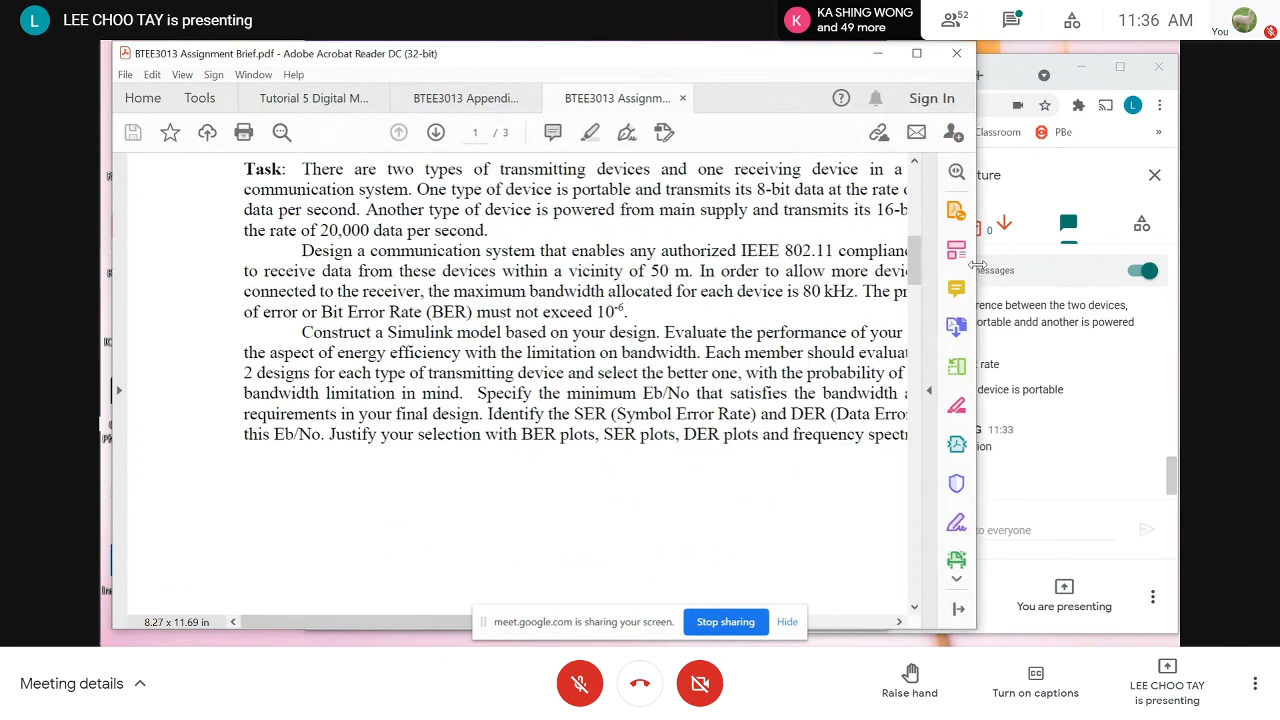 L LEE CHOO TAY is presenting
K KA SHING WONG
and 49 more
52
11:36 AM
You
BTEE3013 Assignment Brief.pdf - Adobe Acrobat Reader DC (32-bit)
File Edit View Sign Window Help
Home Tools Tutorial 5 Digital M... BTEE3013 Appendi... BTEE3013 Assignm... × Sign In
1 / 3
Task: There are two types of transmitting devices and one receiving device in a
communication system. One type of device is portable and transmits its 8-bit data at the rate
data per second. Another type of device is powered from main supply and transmits its 16-b
the rate of 20,000 data per second.
Design a communication system that enables any authorized IEEE 802.11 complianc
to receive data from these devices within a vicinity of 50 m. In order to allow more devi
connected to the receiver, the maximum bandwidth allocated for each device is 80 kHz. The pr
of error or Bit Error Rate (BER) must not exceed 10⁻⁶.
Construct a Simulink model based on your design. Evaluate the performance of your
the aspect of energy efficiency with the limitation on bandwidth. Each member should evaluat
2 designs for each type of transmitting device and select the better one, with the probability of
bandwidth limitation in mind. Specify the minimum Eb/No that satisfies the bandwidth a
requirements in your final design. Identify the SER (Symbol Error Rate) and DER (Data Erro
this Eb/No. Justify your selection with BER plots, SER plots, DER plots and frequency spectr
8.27 x 11.69 in
meet.google.com is sharing your screen. Stop sharing Hide
L
Classroom PBe »
ture
0
essages
rence between the two devices,
ortable andd another is powered
rate
device is portable
G 11:33
ion
to everyone
You are presenting
Meeting details
Raise hand
Turn on captions
LEE CHOO TAY
is presenting